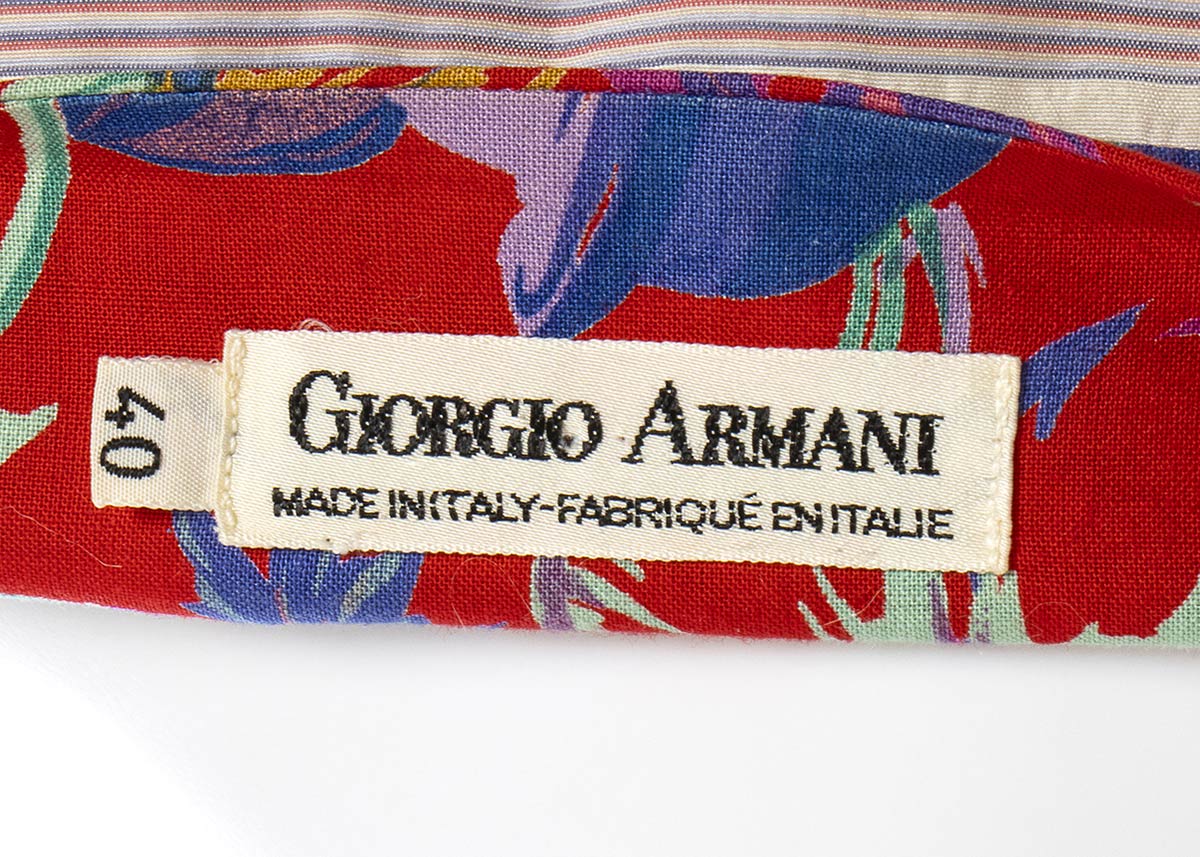 40
GIORGIO ARMANI
MADE IN ITALY-FABRIQUÉ EN ITALIE